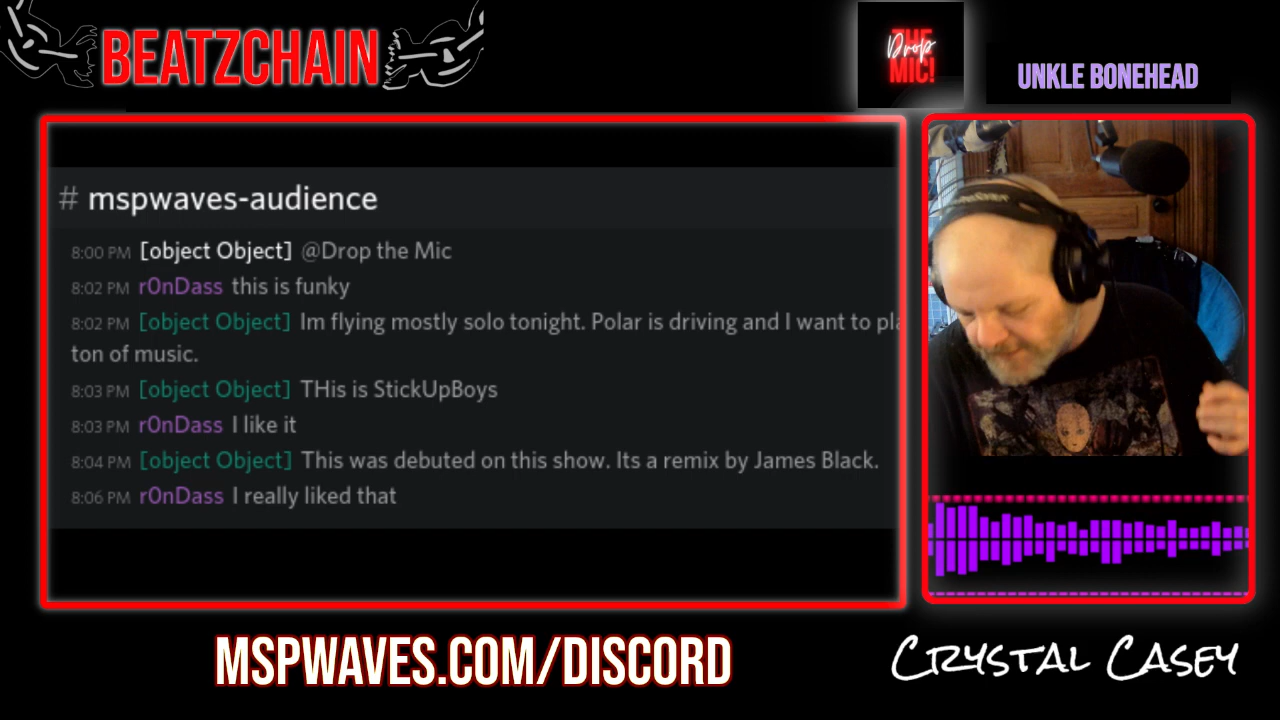 BEATZCHAIN
THE
Drop
MIC!
UNKLE BONEHEAD
# mspwaves-audience
8:00 PM [object Object] @Drop the Mic
8:02 PM r0nDass this is funky
8:02 PM [object Object] Im flying mostly solo tonight. Polar is driving and I want to
ton of music.
8:03 PM [object Object] THis is StickUpBoys
8:03 PM r0nDass I like it
8:04 PM [object Object] This was debuted on this show. Its a remix by James Black.
8:06 PM r0nDass I really liked that
MSPWAVES.COM/DISCORD
CRYSTAL CASEY